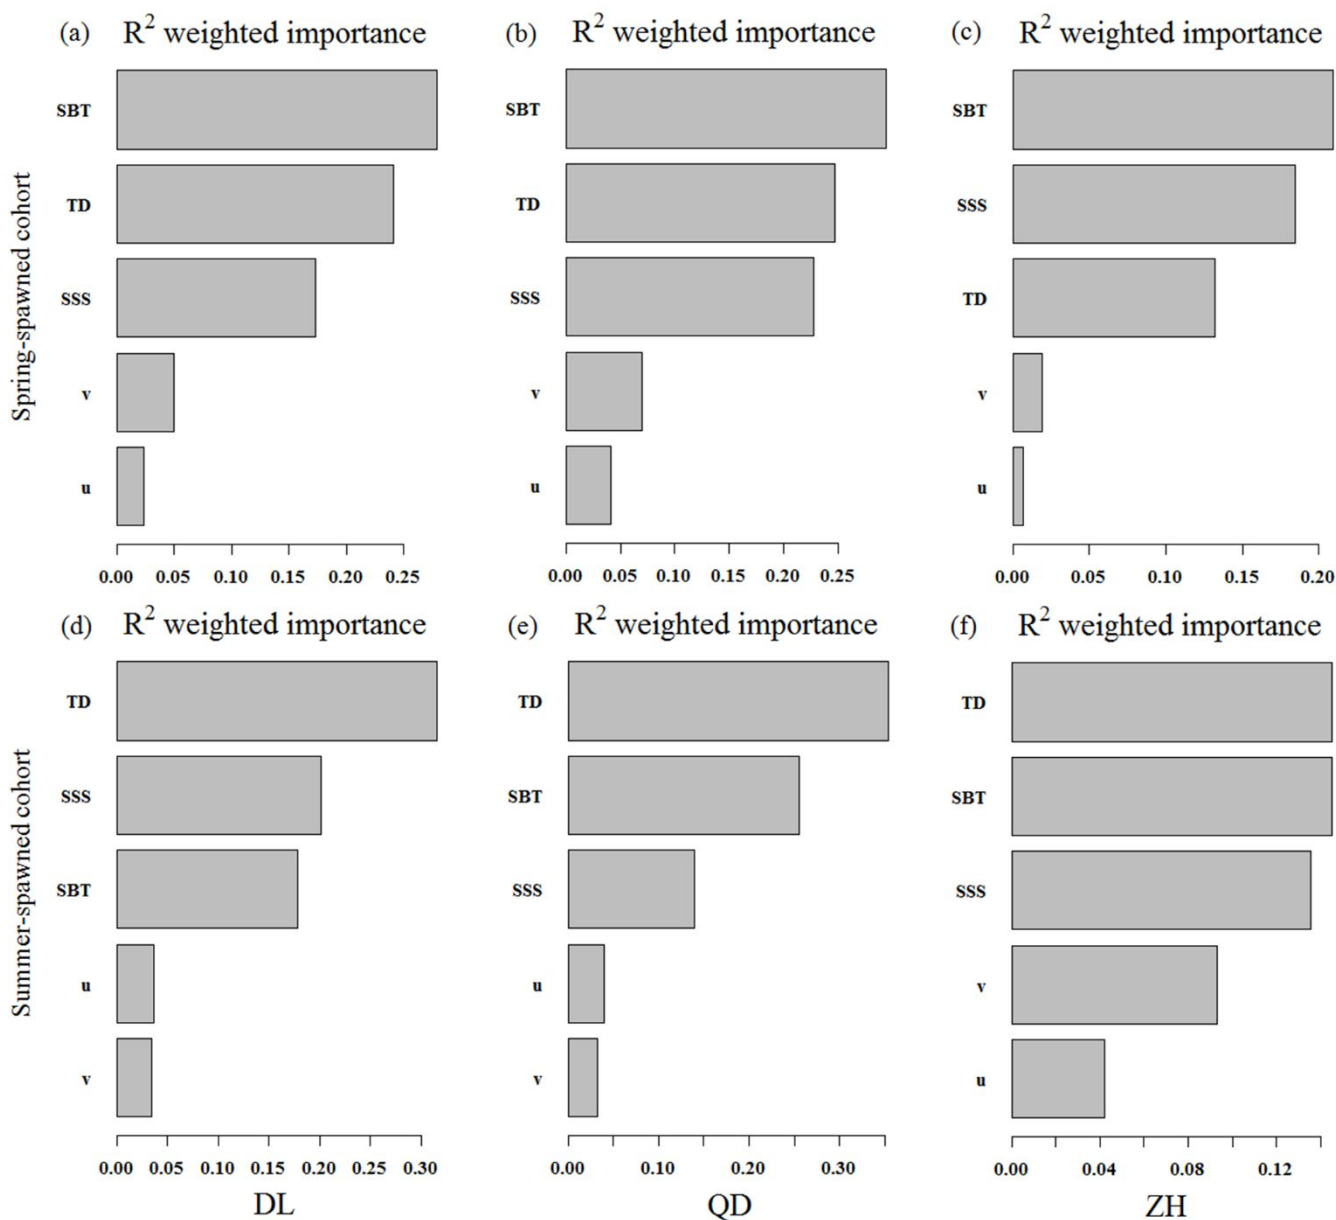 (a) R² weighted importance
SBT
TD
SSS
v
u
0.00 0.05 0.10 0.15 0.20 0.25
(b) R² weighted importance
SBT
TD
SSS
v
u
0.00 0.05 0.10 0.15 0.20 0.25
(c) R² weighted importance
SBT
SSS
TD
v
u
0.00 0.05 0.10 0.15 0.20
Spring-spawned cohort
(d) R² weighted importance
TD
SSS
SBT
u
v
0.00 0.05 0.10 0.15 0.20 0.25 0.30
DL
(e) R² weighted importance
TD
SBT
SSS
u
v
0.00 0.10 0.20 0.30
QD
(f) R² weighted importance
TD
SBT
SSS
v
u
0.00 0.04 0.08 0.12
ZH
Summer-spawned cohort